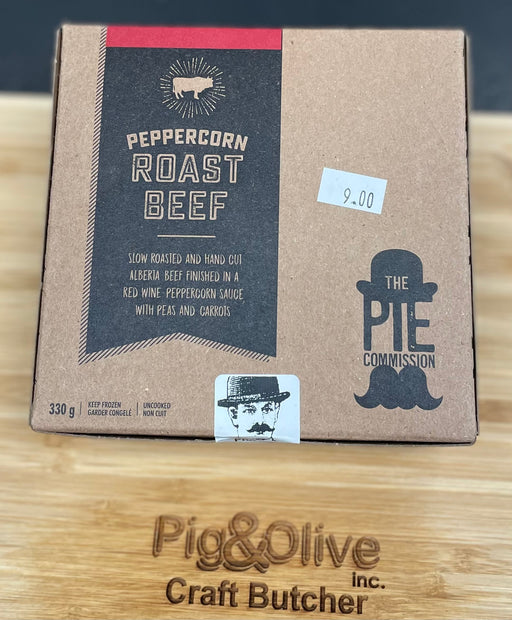 PEPPERCORN
ROAST
BEEF
SLOW ROASTED AND HAND CUT
ALBERTA BEEF FINISHED IN A
RED WINE PEPPERCORN SAUCE
WITH PEAS AND CARROTS
9.00
THE
PIE
COMMISSION
330 g
KEEP FROZEN
GARDER CONGELÉ
UNCOOKED
NON CUIT
Pig&Olive
inc.
Craft Butcher